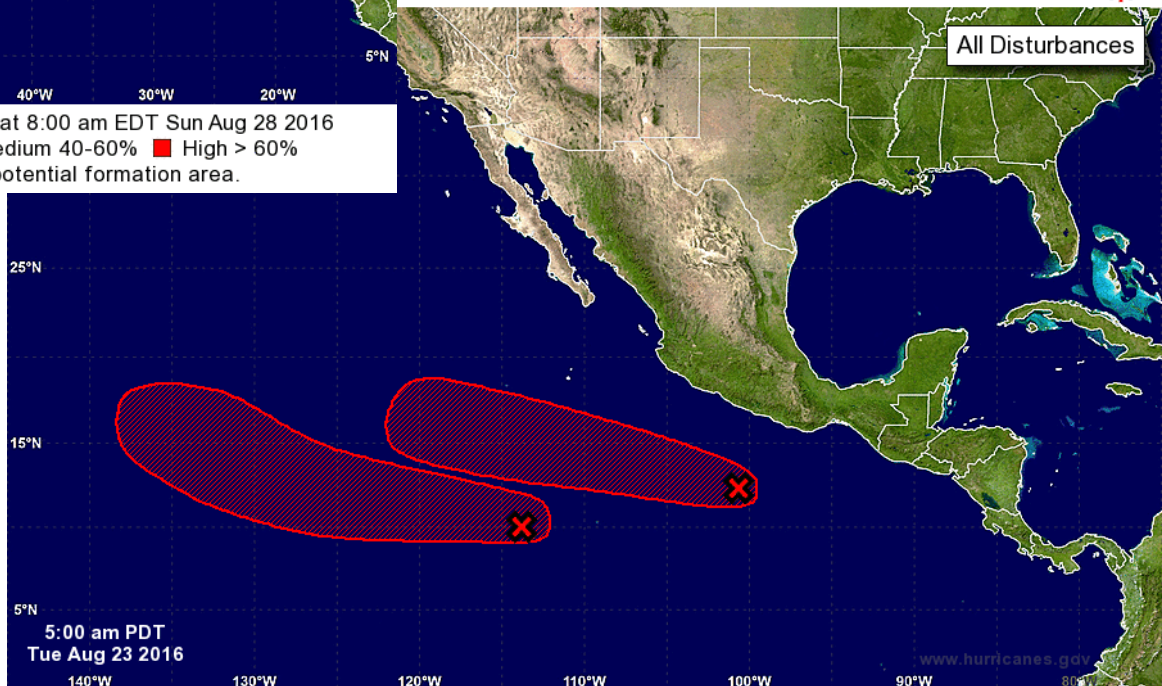 5°N
All Disturbances
40°W 30°W 20°W
at 8:00 am EDT Sun Aug 28 2016
edium 40-60% High > 60%
potential formation area.
25°N
15°N
5°N
5:00 am PDT
Tue Aug 23 2016
www.hurricanes.gov
140°W 130°W 120°W 110°W 100°W 90°W 80°W